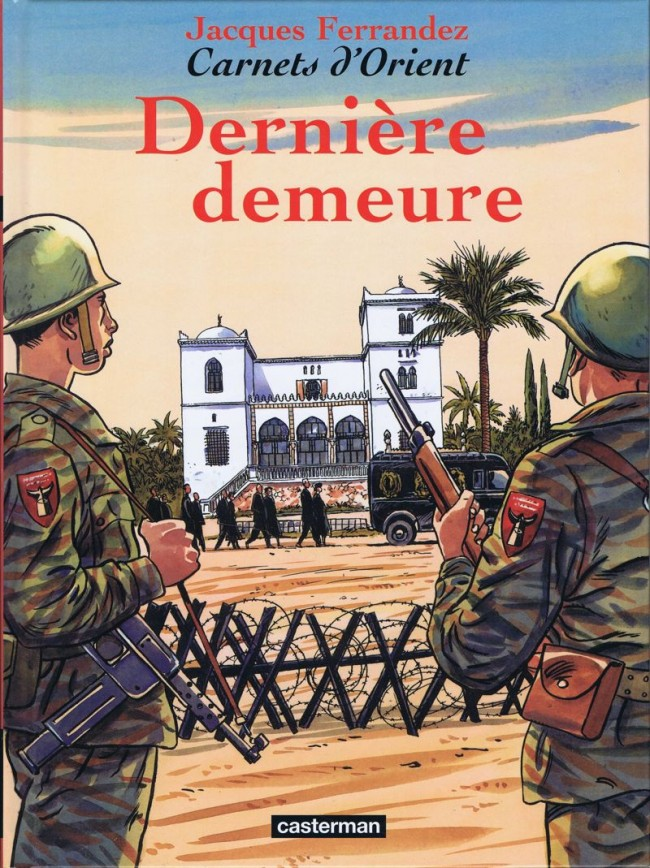 Jacques Ferrandez
Carnets d'Orient
Dernière
demeure
casterman